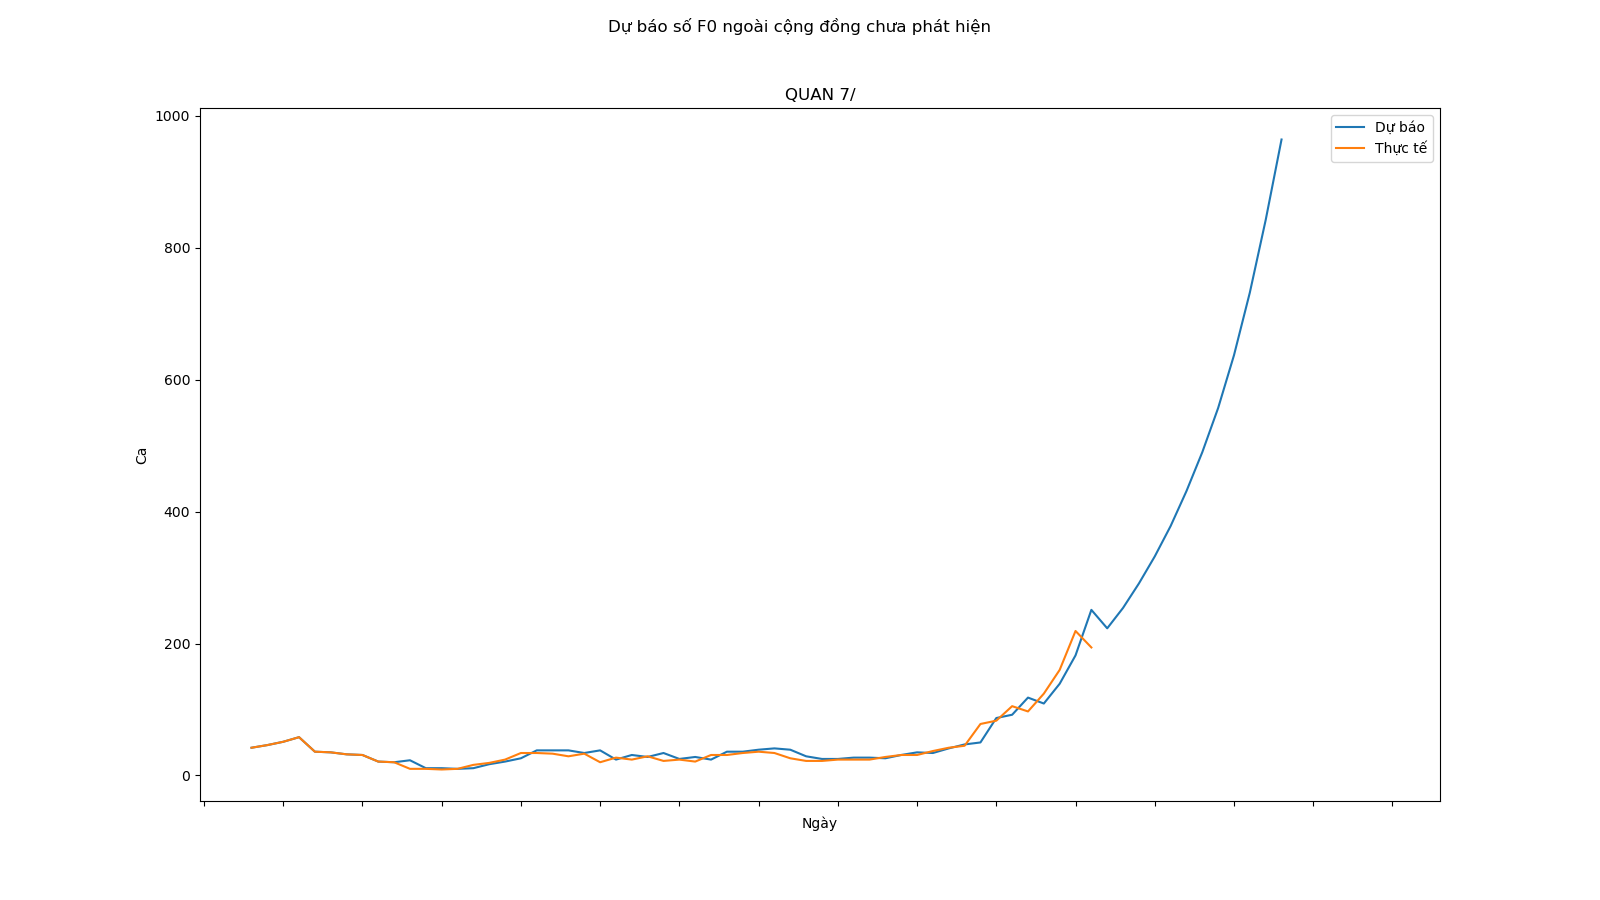 Dự báo số F0 ngoài cộng đồng chưa phát hiện
QUAN 7/
Dự báo
Thực tế
1000
800
600
400
200
0
Ca
Ngày